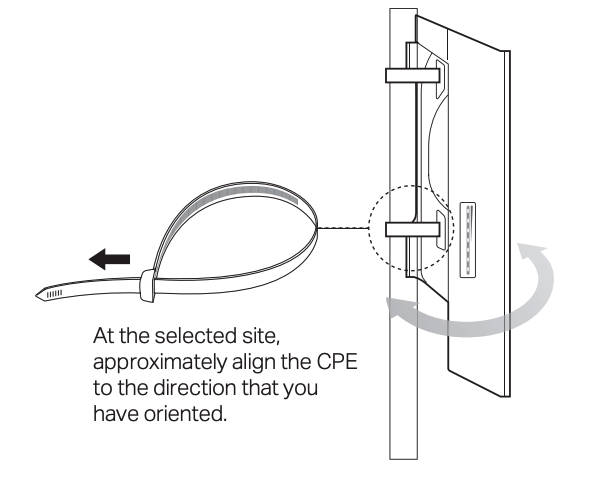 At the selected site,
approximately align the CPE
to the direction that you
have oriented.